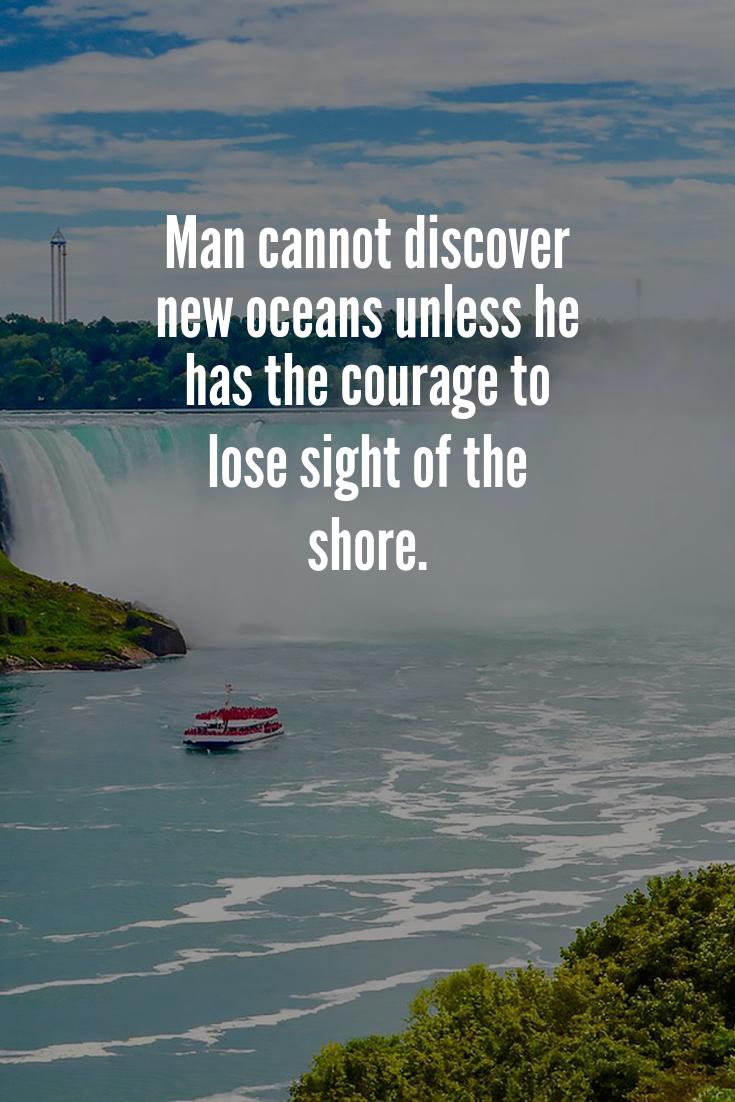 Man cannot discover
new oceans unless he
has the courage to
lose sight of the
shore.